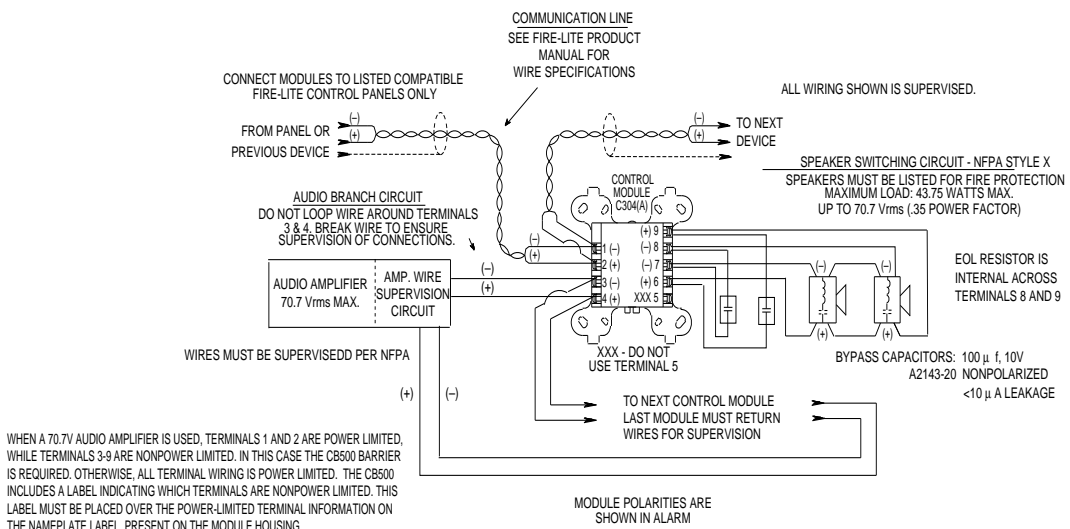 COMMUNICATION LINE
SEE FIRE-LITE PRODUCT
MANUAL FOR
WIRE SPECIFICATIONS
CONNECT MODULES TO LISTED COMPATIBLE
FIRE-LITE CONTROL PANELS ONLY
ALL WIRING SHOWN IS SUPERVISED.
(–)
(+)
FROM PANEL OR
PREVIOUS DEVICE
(–)
(+)
TO NEXT
DEVICE
SPEAKER SWITCHING CIRCUIT - NFPA STYLE X
SPEAKERS MUST BE LISTED FOR FIRE PROTECTION
MAXIMUM LOAD: 43.75 WATTS MAX.
UP TO 70.7 Vrms (.35 POWER FACTOR)
AUDIO BRANCH CIRCUIT
DO NOT LOOP WIRE AROUND TERMINALS
3 & 4. BREAK WIRE TO ENSURE
SUPERVISION OF CONNECTIONS.
CONTROL
MODULE
C304(A)
(–)
(+)
1 (–)
2 (+)
3 (–)
4 (+)
(+) 9
(–) 8
(–) 7
(+) 6
XXX 5
AUDIO AMPLIFIER
70.7 Vrms MAX.
AMP. WIRE
SUPERVISION
CIRCUIT
(–)
(+)
(–)
(–)
(+)
(+)
EOL RESISTOR IS
INTERNAL ACROSS
TERMINALS 8 AND 9
XXX - DO NOT
USE TERMINAL 5
WIRES MUST BE SUPERVISEDD PER NFPA
BYPASS CAPACITORS: 100 μ f, 10V
A2143-20 NONPOLARIZED
<10 μ A LEAKAGE
(+)
(–)
TO NEXT CONTROL MODULE
LAST MODULE MUST RETURN
WIRES FOR SUPERVISION
WHEN A 70.7V AUDIO AMPLIFIER IS USED, TERMINALS 1 AND 2 ARE POWER LIMITED,
WHILE TERMINALS 3-9 ARE NONPOWER LIMITED. IN THIS CASE THE CB500 BARRIER
IS REQUIRED. OTHERWISE, ALL TERMINAL WIRING IS POWER LIMITED. THE CB500
INCLUDES A LABEL INDICATING WHICH TERMINALS ARE NONPOWER LIMITED. THIS
LABEL MUST BE PLACED OVER THE POWER-LIMITED TERMINAL INFORMATION ON
THE NAMEPLATE LABEL, PRESENT ON THE MODULE HOUSING
MODULE POLARITIES ARE
SHOWN IN ALARM